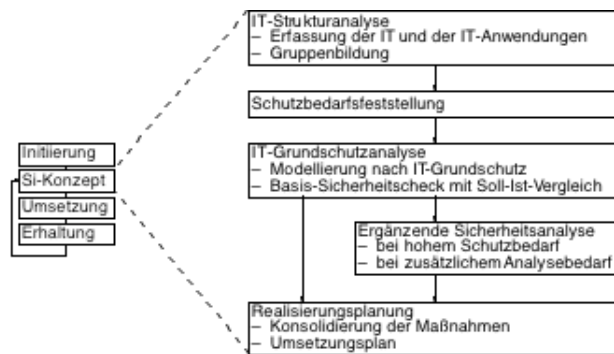 IT-Strukturanalyse
– Erfassung der IT und der IT-Anwendungen
– Gruppenbildung
Schutzbedarfsfeststellung
Initiierung
Si-Konzept
Umsetzung
Erhaltung
IT-Grundschutzanalyse
– Modellierung nach IT-Grundschutz
– Basis-Sicherheitscheck mit Soll-Ist-Vergleich
Ergänzende Sicherheitsanalyse
– bei hohem Schutzbedarf
– bei zusätzlichem Analysebedarf
Realisierungsplanung
– Konsolidierung der Maßnahmen
– Umsetzungsplan